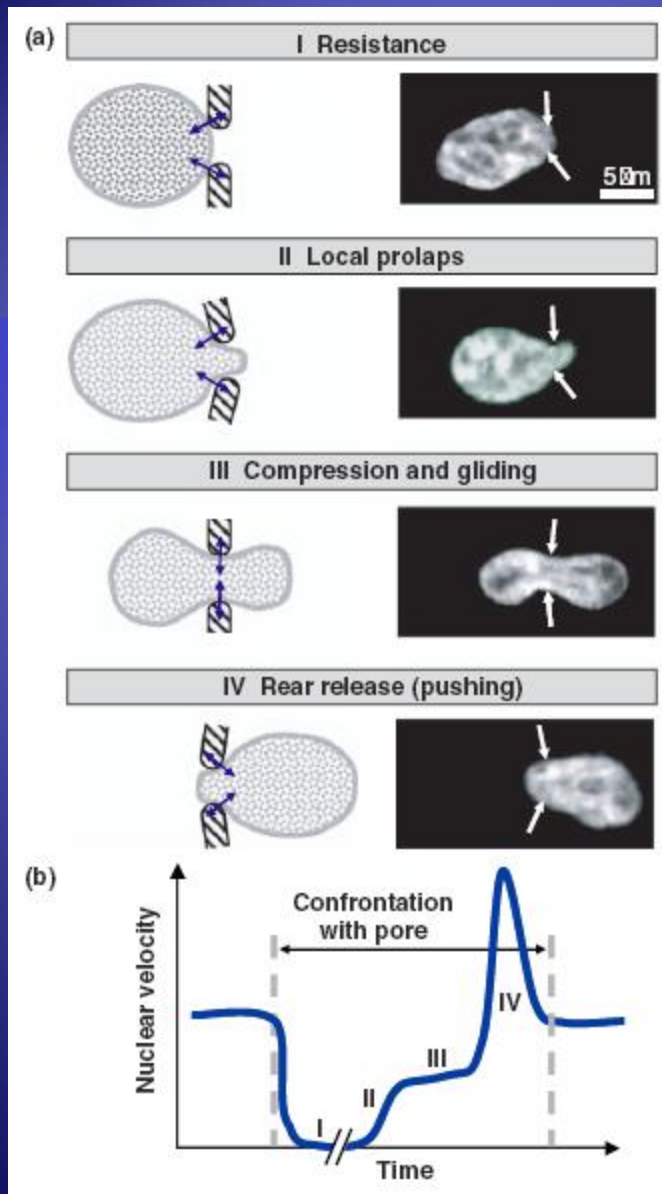 (a)
I Resistance
5 m
II Local prolaps
III Compression and gliding
IV Rear release (pushing)
(b)
Confrontation
with pore
Nuclear velocity
I
II
III
IV
Time